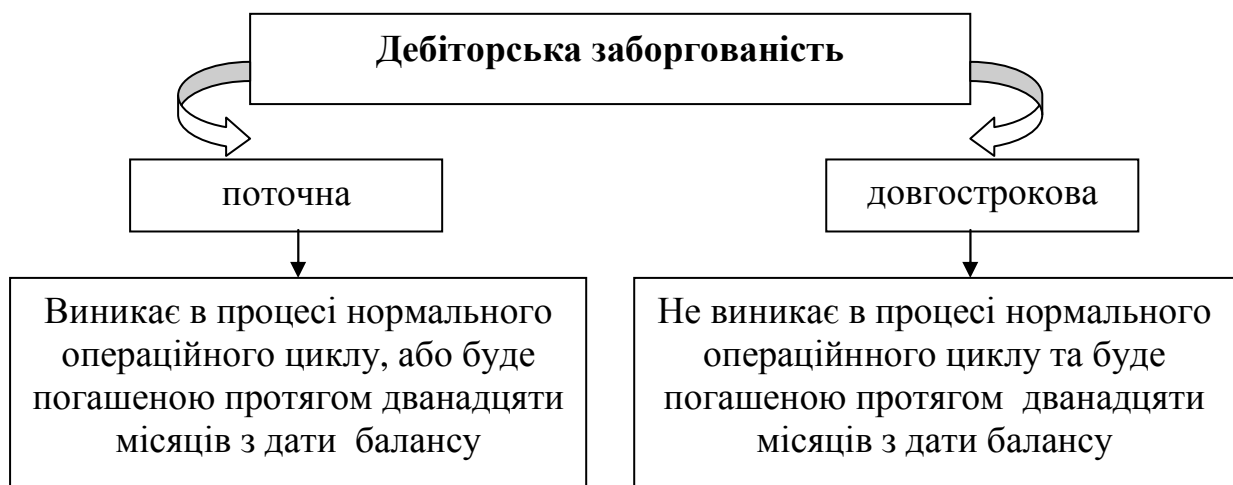 Дебіторська заборгованість
поточна
довгострокова
Виникає в процесі нормального
операційного циклу, або буде
погашеною протягом дванадцяти
місяців з дати балансу
Не виникає в процесі нормального
операційнного циклу та буде
погашеною протягом дванадцяти
місяців з дати балансу